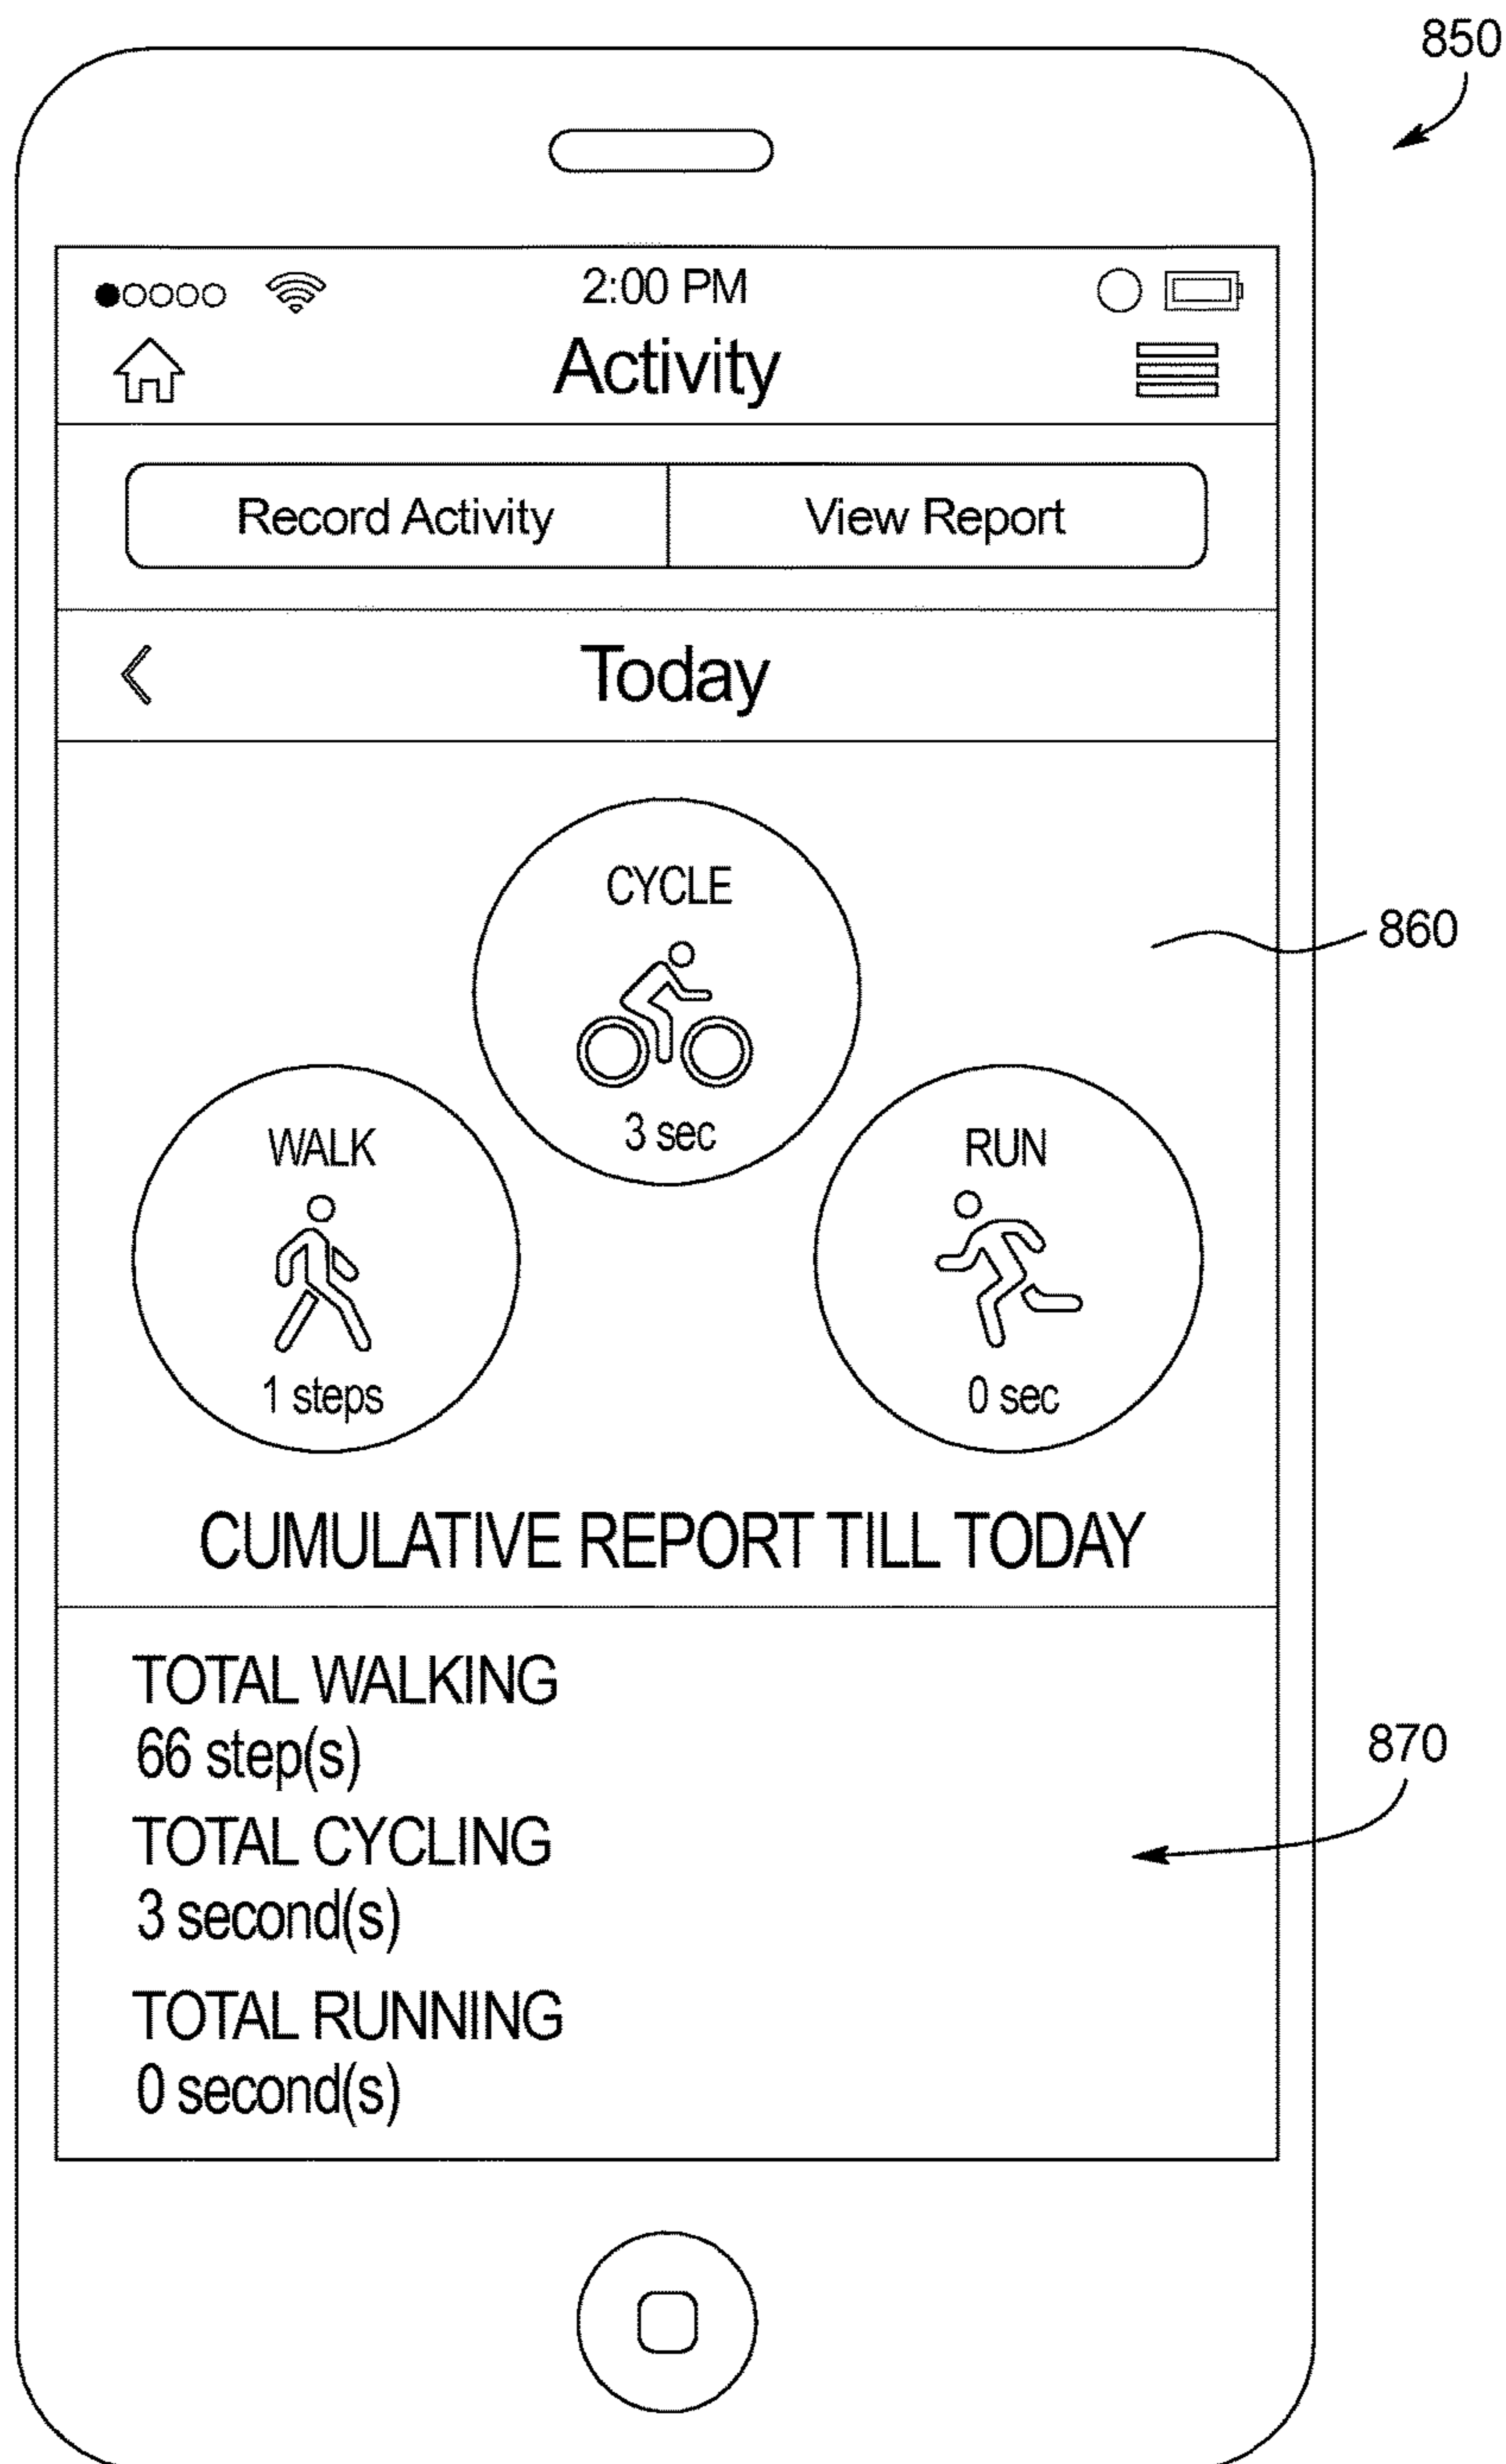 850
2:00 PM
Activity
Record Activity
View Report
Today
CYCLE
3 sec
860
WALK
1 steps
RUN
0 sec
CUMULATIVE REPORT TILL TODAY
TOTAL WALKING
66 step(s)
870
TOTAL CYCLING
3 second(s)
TOTAL RUNNING
0 second(s)